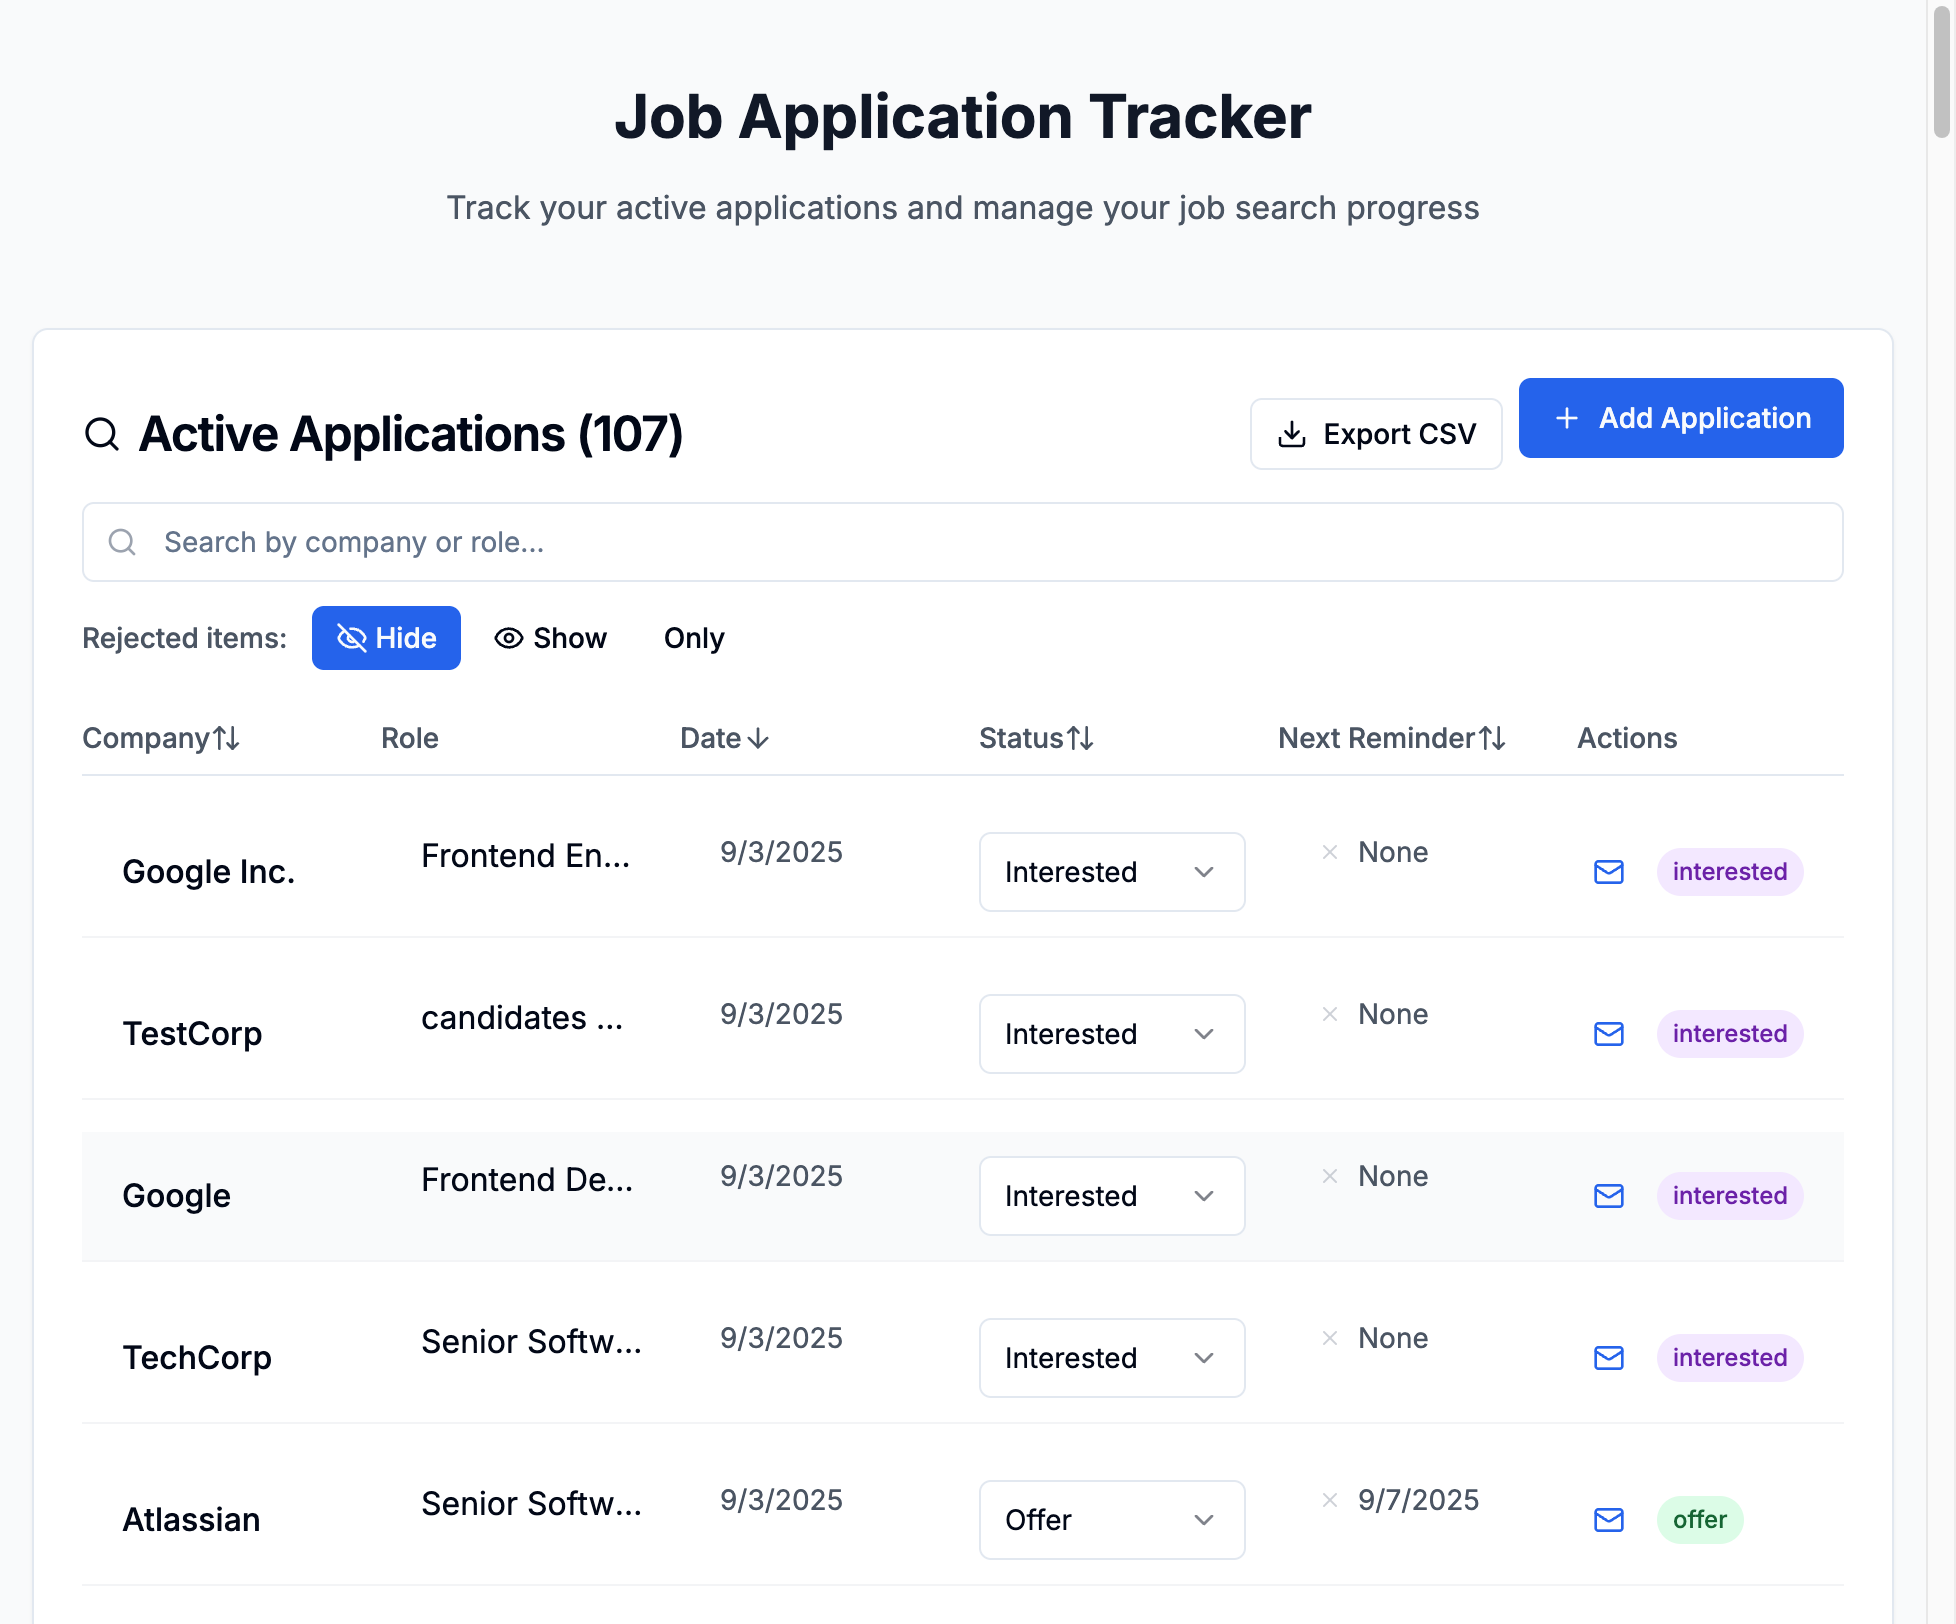 Job Application Tracker
Track your active applications and manage your job search progress
Active Applications (107)
Export CSV
Add Application
Search by company or role...
Rejected items: Hide Show Only
Company Role Date Status Next Reminder Actions
Google Inc. Frontend En... 9/3/2025 Interested None interested
TestCorp candidates ... 9/3/2025 Interested None interested
Google Frontend De... 9/3/2025 Interested None interested
TechCorp Senior Softw... 9/3/2025 Interested None interested
Atlassian Senior Softw... 9/3/2025 Offer 9/7/2025 offer